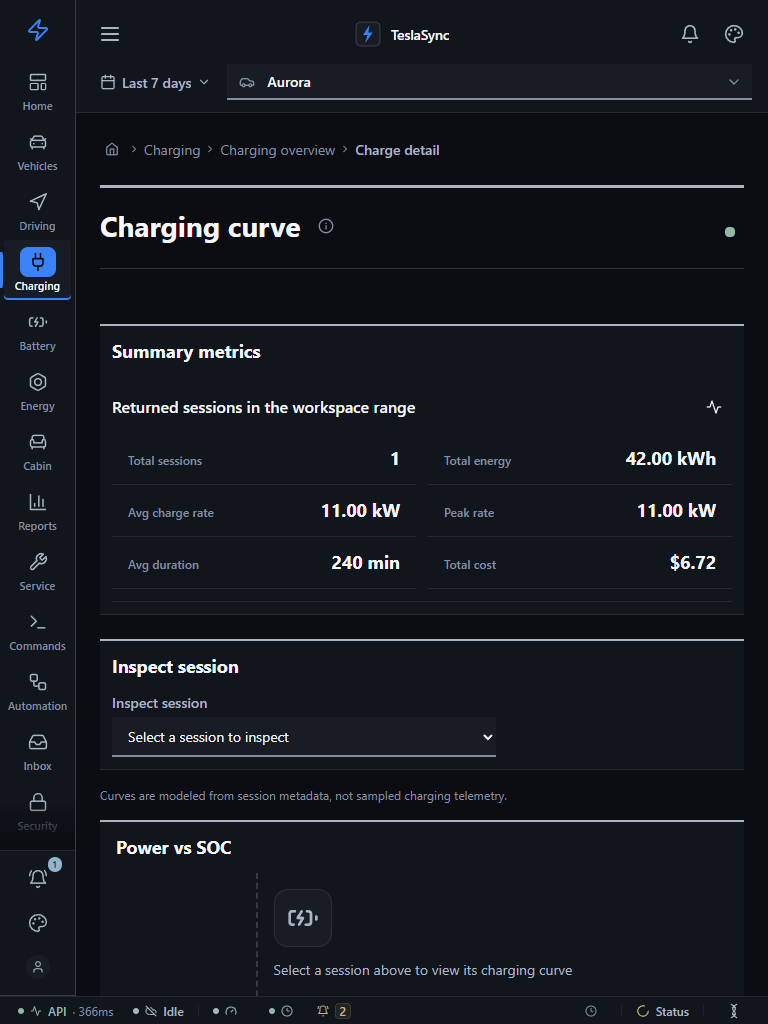 TeslaSync
Last 7 days
Aurora
Home
Vehicles
Driving
Charging
Battery
Energy
Cabin
Reports
Service
Commands
Automation
Inbox
Security
1
Charging
Charging overview
Charge detail
Charging curve
Summary metrics
Returned sessions in the workspace range
Total sessions 1
Total energy 42.00 kWh
Avg charge rate 11.00 kW
Peak rate 11.00 kW
Avg duration 240 min
Total cost $6.72
Inspect session
Inspect session
Select a session to inspect
Curves are modeled from session metadata, not sampled charging telemetry.
Power vs SOC
Select a session above to view its charging curve
API · 366ms
Idle
2
Status